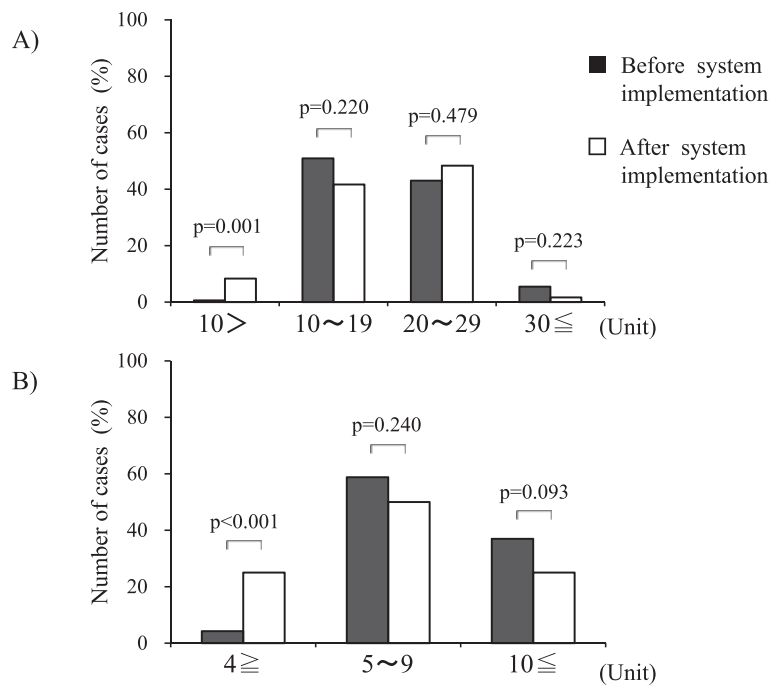 A)
Number of cases (%)
100
80
60
40
20
0
p=0.001
p=0.220
p=0.479
p=0.223
10＞
10～19
20～29
30≦
(Unit)
Before system
implementation
After system
implementation
B)
Number of cases (%)
100
80
60
40
20
0
p<0.001
p=0.240
p=0.093
4≧
5～9
10≦
(Unit)